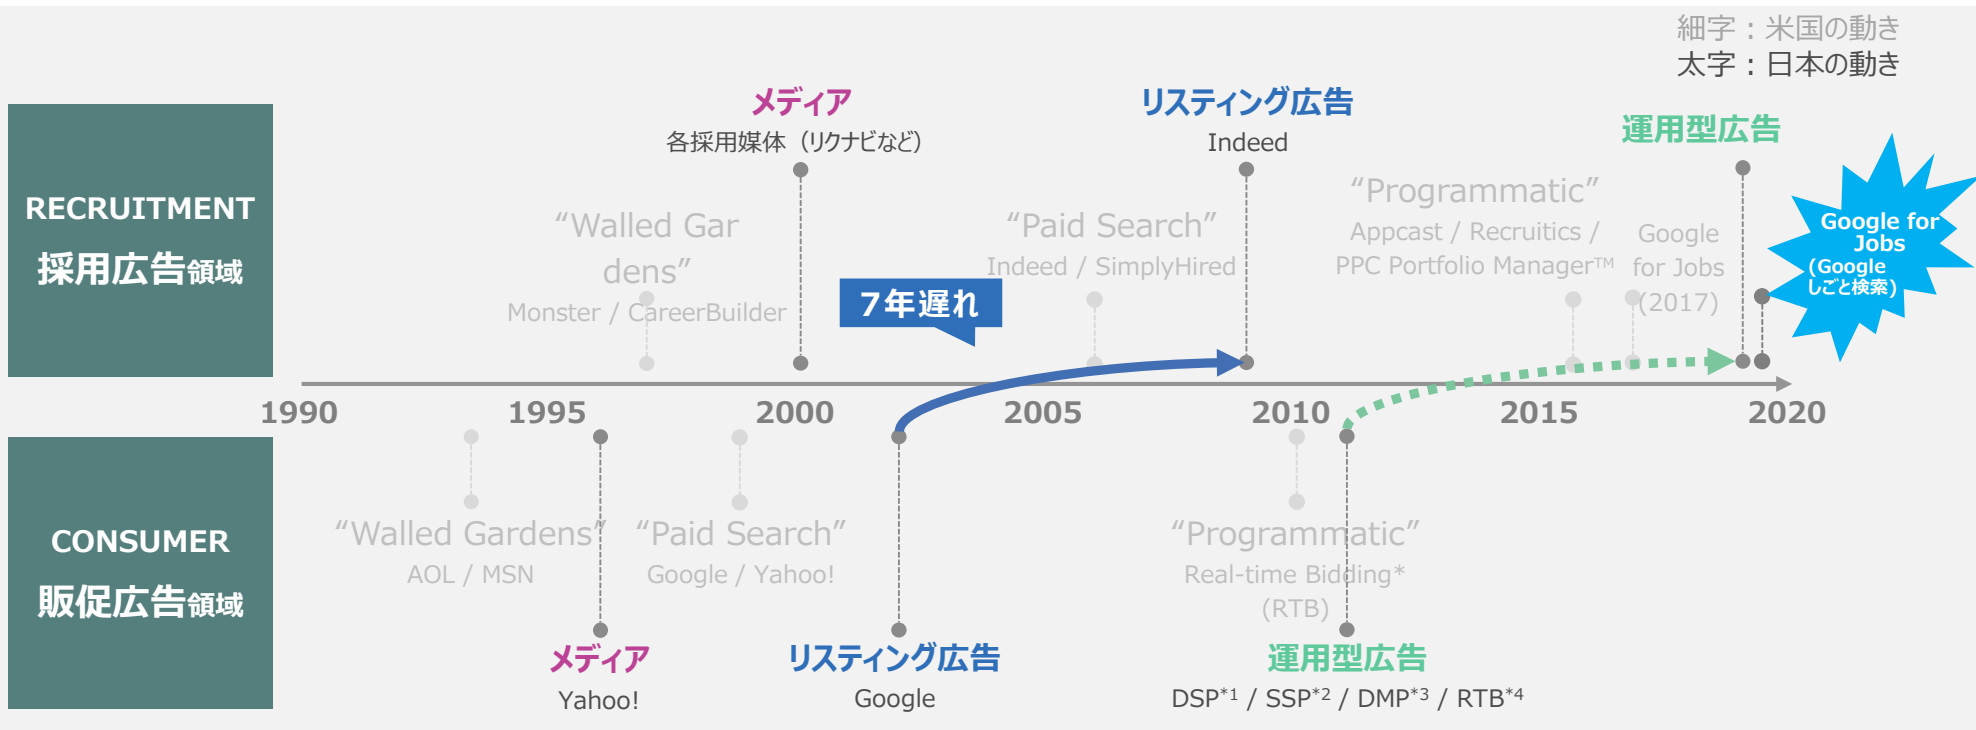 細字：米国の動き
太字：日本の動き
メディア
各採用媒体（リクナビなど）
リスティング広告
Indeed
運用型広告
RECRUITMENT
採用広告領域
“Walled Gar
dens”
Monster / CareerBuilder
“Paid Search”
Indeed / SimplyHired
“Programmatic”
Appcast / Recruitics /
PPC Portfolio Manager™
Google
for Jobs
(2017)
Google for
Jobs
(Google
しごと検索)
7年遅れ
1990
1995
2000
2005
2010
2015
2020
CONSUMER
販促広告領域
“Walled Gardens”
AOL / MSN
“Paid Search”
Google / Yahoo!
“Programmatic”
Real-time Bidding*
(RTB)
メディア
Yahoo!
リスティング広告
Google
運用型広告
DSP*1 / SSP*2 / DMP*3 / RTB*4